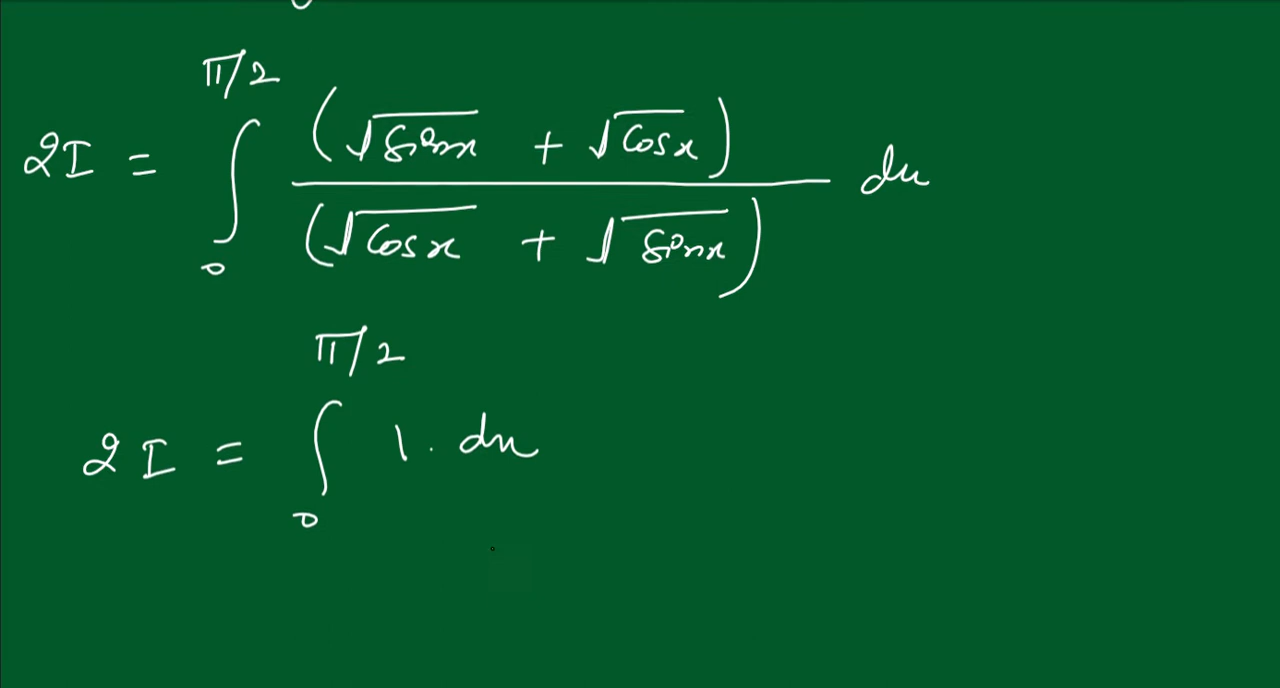 2I = ∫₀^{π/2} (√sinx + √cosx) / (√cosx + √sinx) dx
2I = ∫₀^{π/2} 1. dx